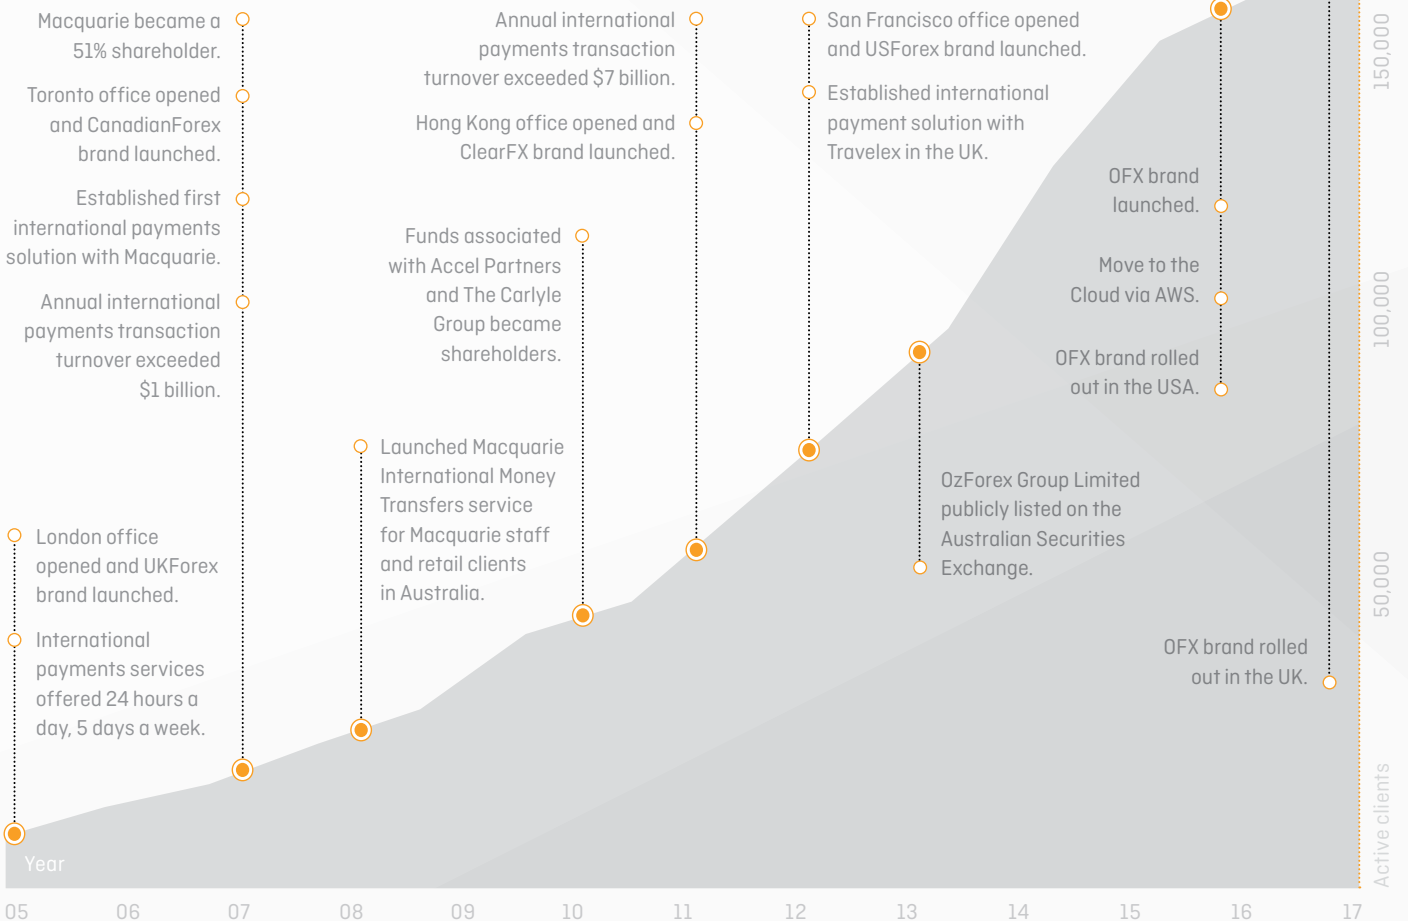 Macquarie became a
51% shareholder.
Toronto office opened
and CanadianForex
brand launched.
Established first
international payments
solution with Macquarie.
Annual international
payments transaction
turnover exceeded
$1 billion.
London office
opened and UKForex
brand launched.
International
payments services
offered 24 hours a
day, 5 days a week.
Launched Macquarie
International Money
Transfers service
for Macquarie staff
and retail clients
in Australia.
Funds associated
with Accel Partners
and The Carlyle
Group became
shareholders.
Annual international
payments transaction
turnover exceeded $7 billion.
Hong Kong office opened and
ClearFX brand launched.
San Francisco office opened
and USForex brand launched.
Established international
payment solution with
Travelex in the UK.
OzForex Group Limited
publicly listed on the
Australian Securities
Exchange.
OFX brand
launched.
Move to the
Cloud via AWS.
OFX brand rolled
out in the USA.
OFX brand rolled
out in the UK.
150,000
100,000
50,000
Active clients
Year
05 06 07 08 09 10 11 12 13 14 15 16 17